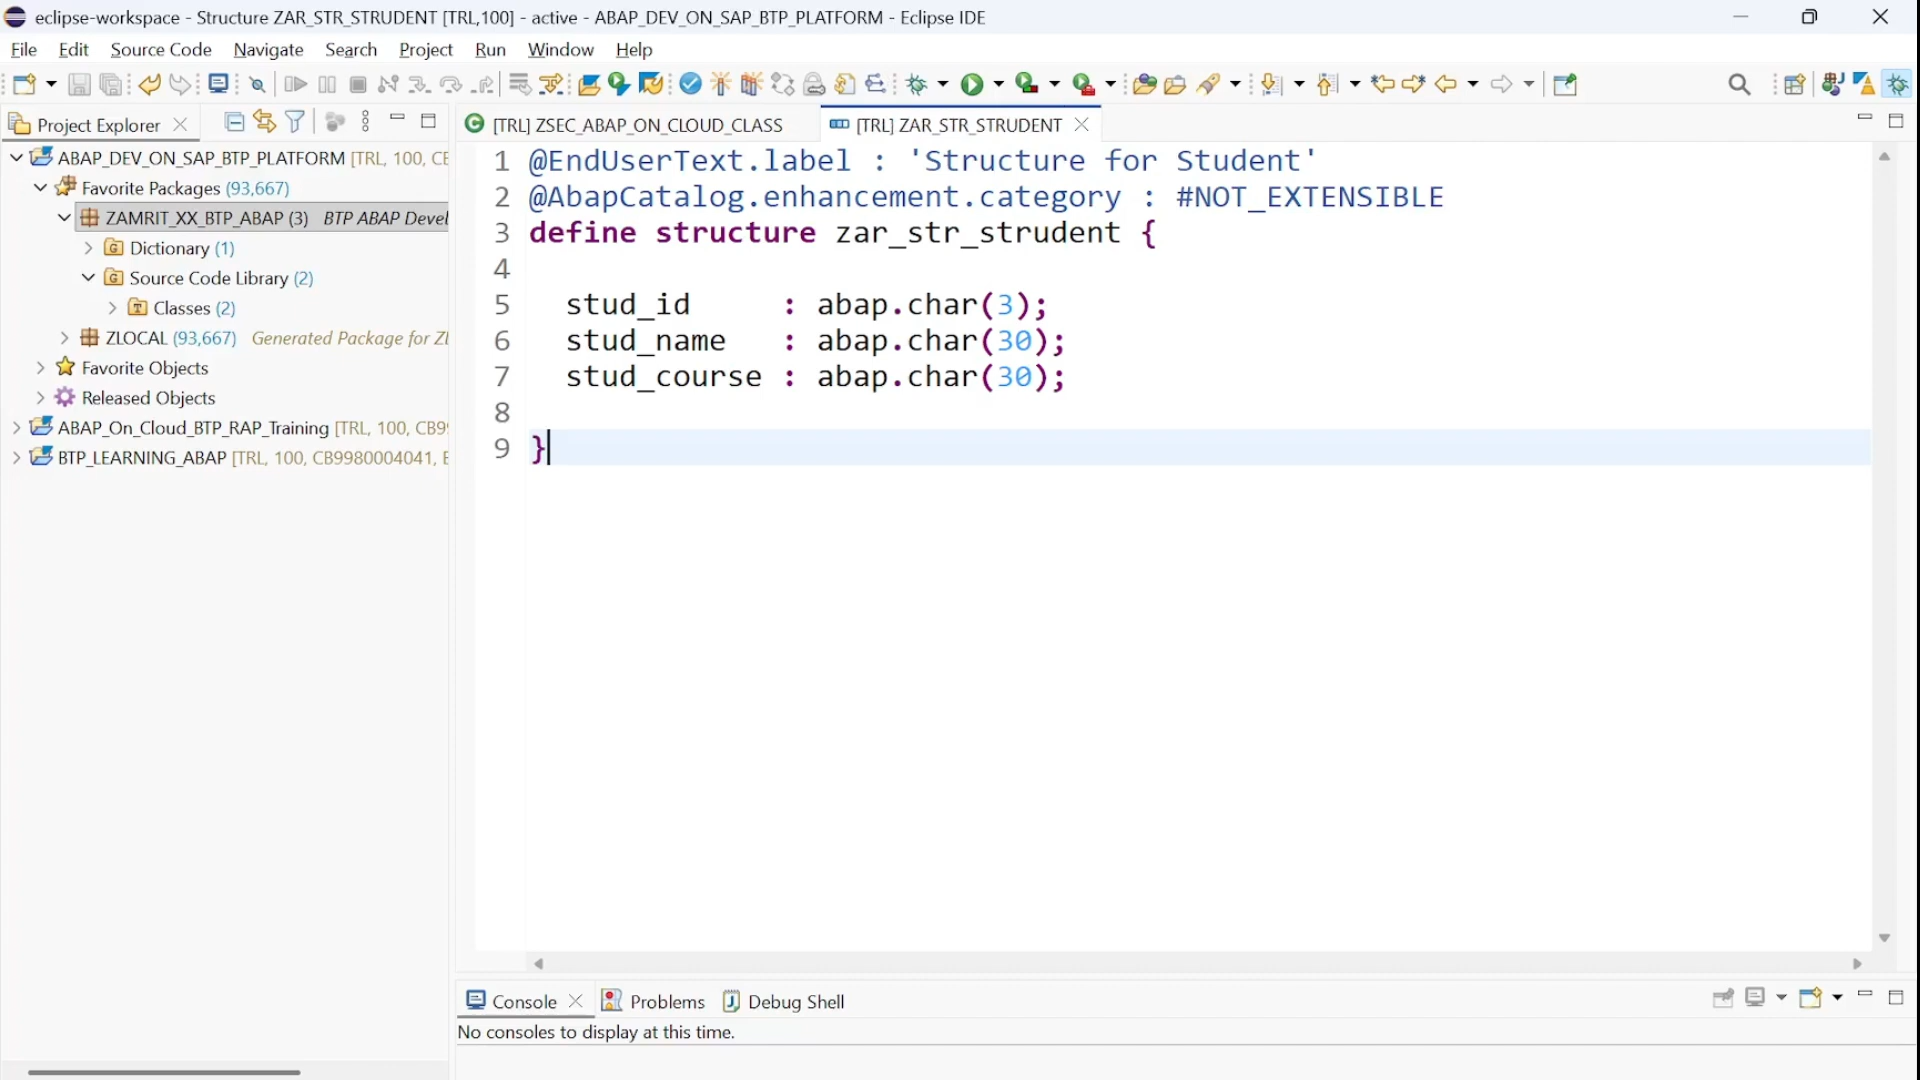 eclipse-workspace - Structure ZAR_STR_STRUDENT [TRL,100] - active - ABAP_DEV_ON_SAP_BTP_PLATFORM - Eclipse IDE
File Edit Source Code Navigate Search Project Run Window Help
Project Explorer
[TRL] ZSEC_ABAP_ON_CLOUD_CLASS
[TRL] ZAR_STR_STRUDENT
ABAP_DEV_ON_SAP_BTP_PLATFORM [TRL, 100, CE
Favorite Packages (93,667)
ZAMRIT_XX_BTP_ABAP (3) BTP ABAP Devel
Dictionary (1)
Source Code Library (2)
Classes (2)
ZLOCAL (93,667) Generated Package for Zl
Favorite Objects
Released Objects
ABAP_On_Cloud_BTP_RAP_Training [TRL, 100, CB9
BTP_LEARNING_ABAP [TRL, 100, CB9980004041, E
1 @EndUserText.label : 'Structure for Student'
2 @AbapCatalog.enhancement.category : #NOT_EXTENSIBLE
3 define structure zar_str_strudent {
4
5 stud_id : abap.char(3);
6 stud_name : abap.char(30);
7 stud_course : abap.char(30);
8
9 }
Console Problems Debug Shell
No consoles to display at this time.